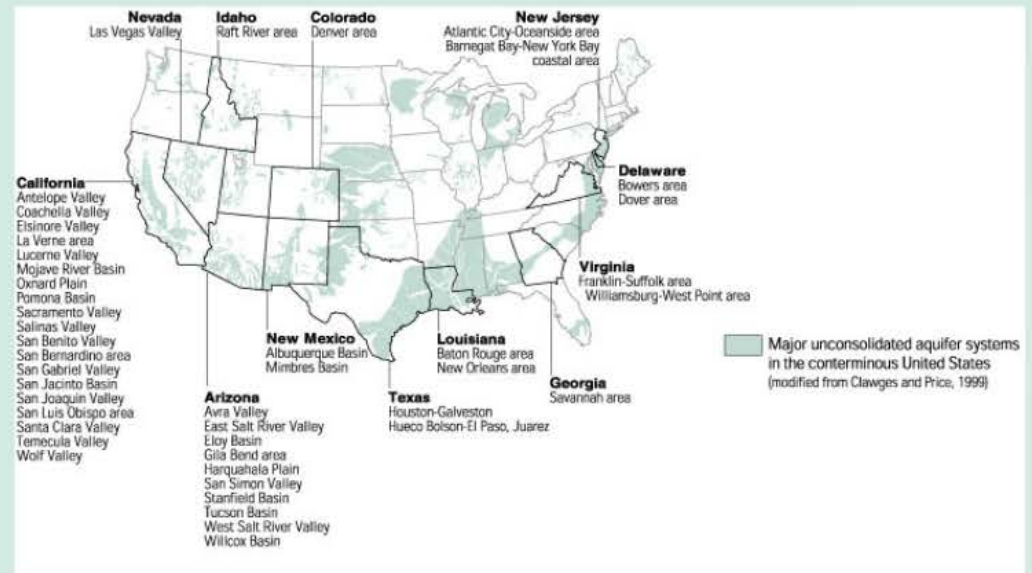 Nevada
Las Vegas Valley
Idaho
Raft River area
Colorado
Denver area
New Jersey
Atlantic City-Oceanside area
Barnegat Bay-New York Bay
coastal area
California
Antelope Valley
Coachella Valley
Elsinore Valley
La Verne area
Lucerne Valley
Mojave River Basin
Oxnard Plain
Pomona Basin
Sacramento Valley
Salinas Valley
San Benito Valley
San Bernardino area
San Gabriel Valley
San Jacinto Basin
San Joaquin Valley
San Luis Obispo area
Santa Clara Valley
Temecula Valley
Wolf Valley
Arizona
Avra Valley
East Salt River Valley
Eloy Basin
Gila Bend area
Harquahala Plain
San Simon Valley
Stanfield Basin
Tucson Basin
West Salt River Valley
Willcox Basin
New Mexico
Albuquerque Basin
Mimbres Basin
Texas
Houston-Galveston
Hueco Bolson-El Paso, Juarez
Louisiana
Baton Rouge area
New Orleans area
Georgia
Savannah area
Virginia
Franklin-Suffolk area
Williamsburg-West Point area
Delaware
Bowers area
Dover area
Major unconsolidated aquifer systems
in the conterminous United States
(modified from Clawges and Price, 1999)